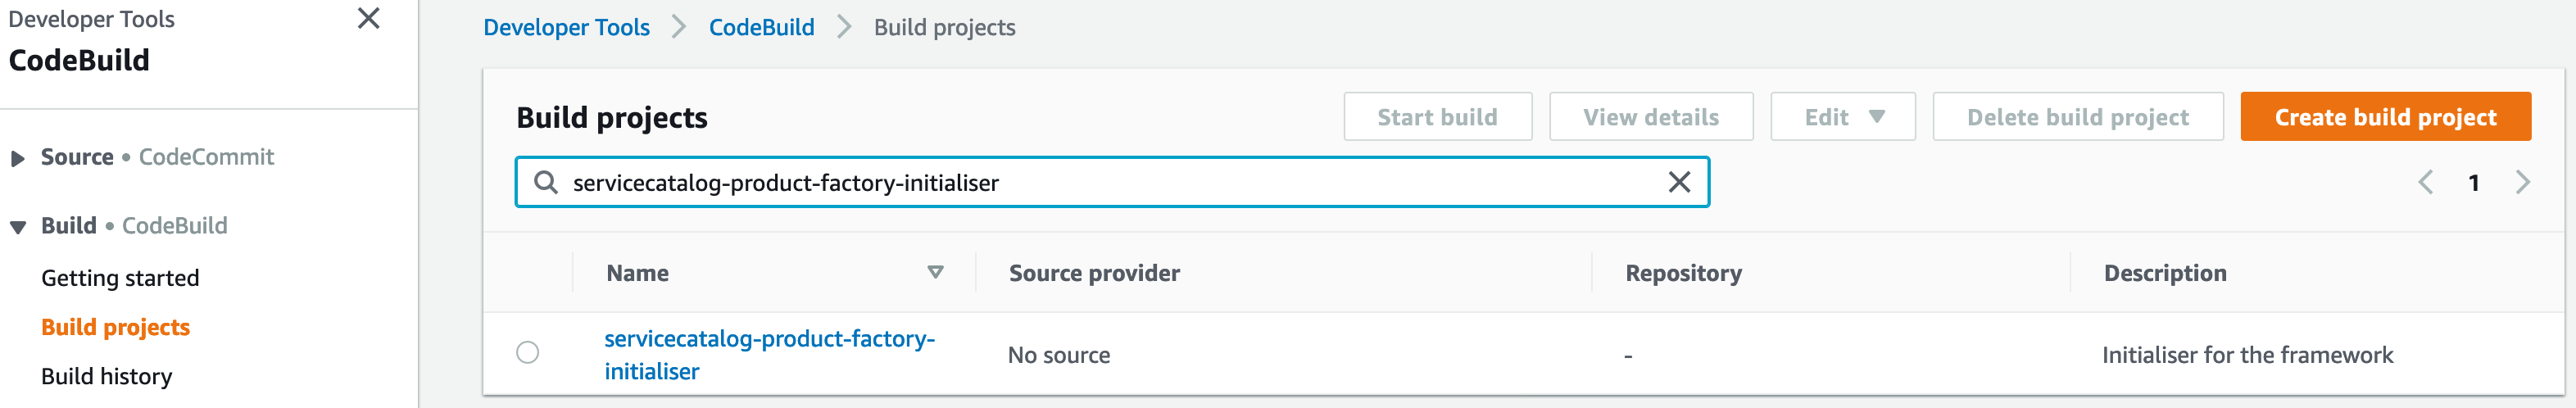 Developer Tools
CodeBuild
Source • CodeCommit
Build • CodeBuild
Getting started
Build projects
Build history
Developer Tools > CodeBuild > Build projects
Build projects
Start build
View details
Edit
Delete build project
Create build project
servicecatalog-product-factory-initialiser
1
Name
Source provider
Repository
Description
servicecatalog-product-factory-
initialiser
No source
-
Initialiser for the framework